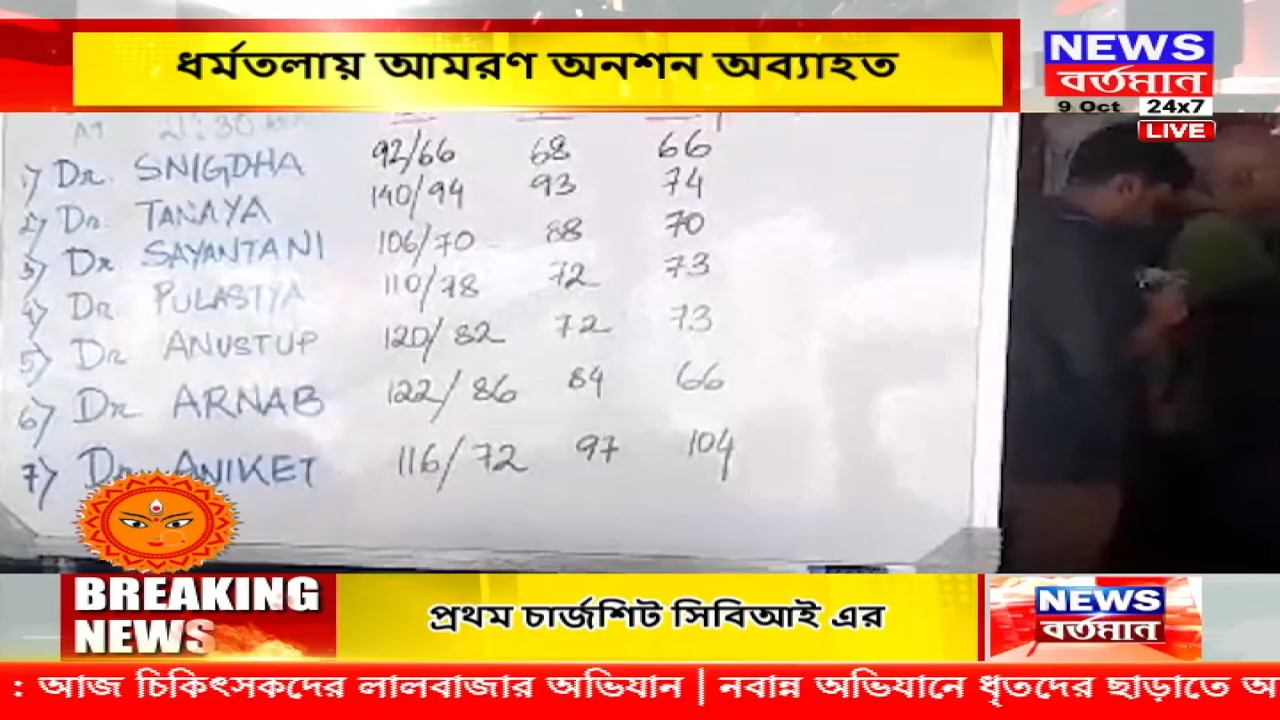 ধর্মতলায় আমরণ অনশন অব্যাহত
NEWS
বর্তমান
9 Oct 24x7
LIVE
1) Dr. SNIGDHA 92/66 68 66
2) Dr. TANAYA 140/94 93 74
3) Dr SAYANTANI 106/70 88 70
4) Dr PULASTYA 110/78 72 73
5) Dr ANUSTUP 120/82 72 73
6) Dr ARNAB 122/86 84 66
7) Dr ANIKET 116/72 97 104
BREAKING
NEWS
প্রথম চার্জশিট সিবিআই এর
NEWS
বর্তমান
: আজ চিকিৎসকদের লালবাজার অভিযান | নবান্ন অভিযানে ধৃতদের ছাড়াতে